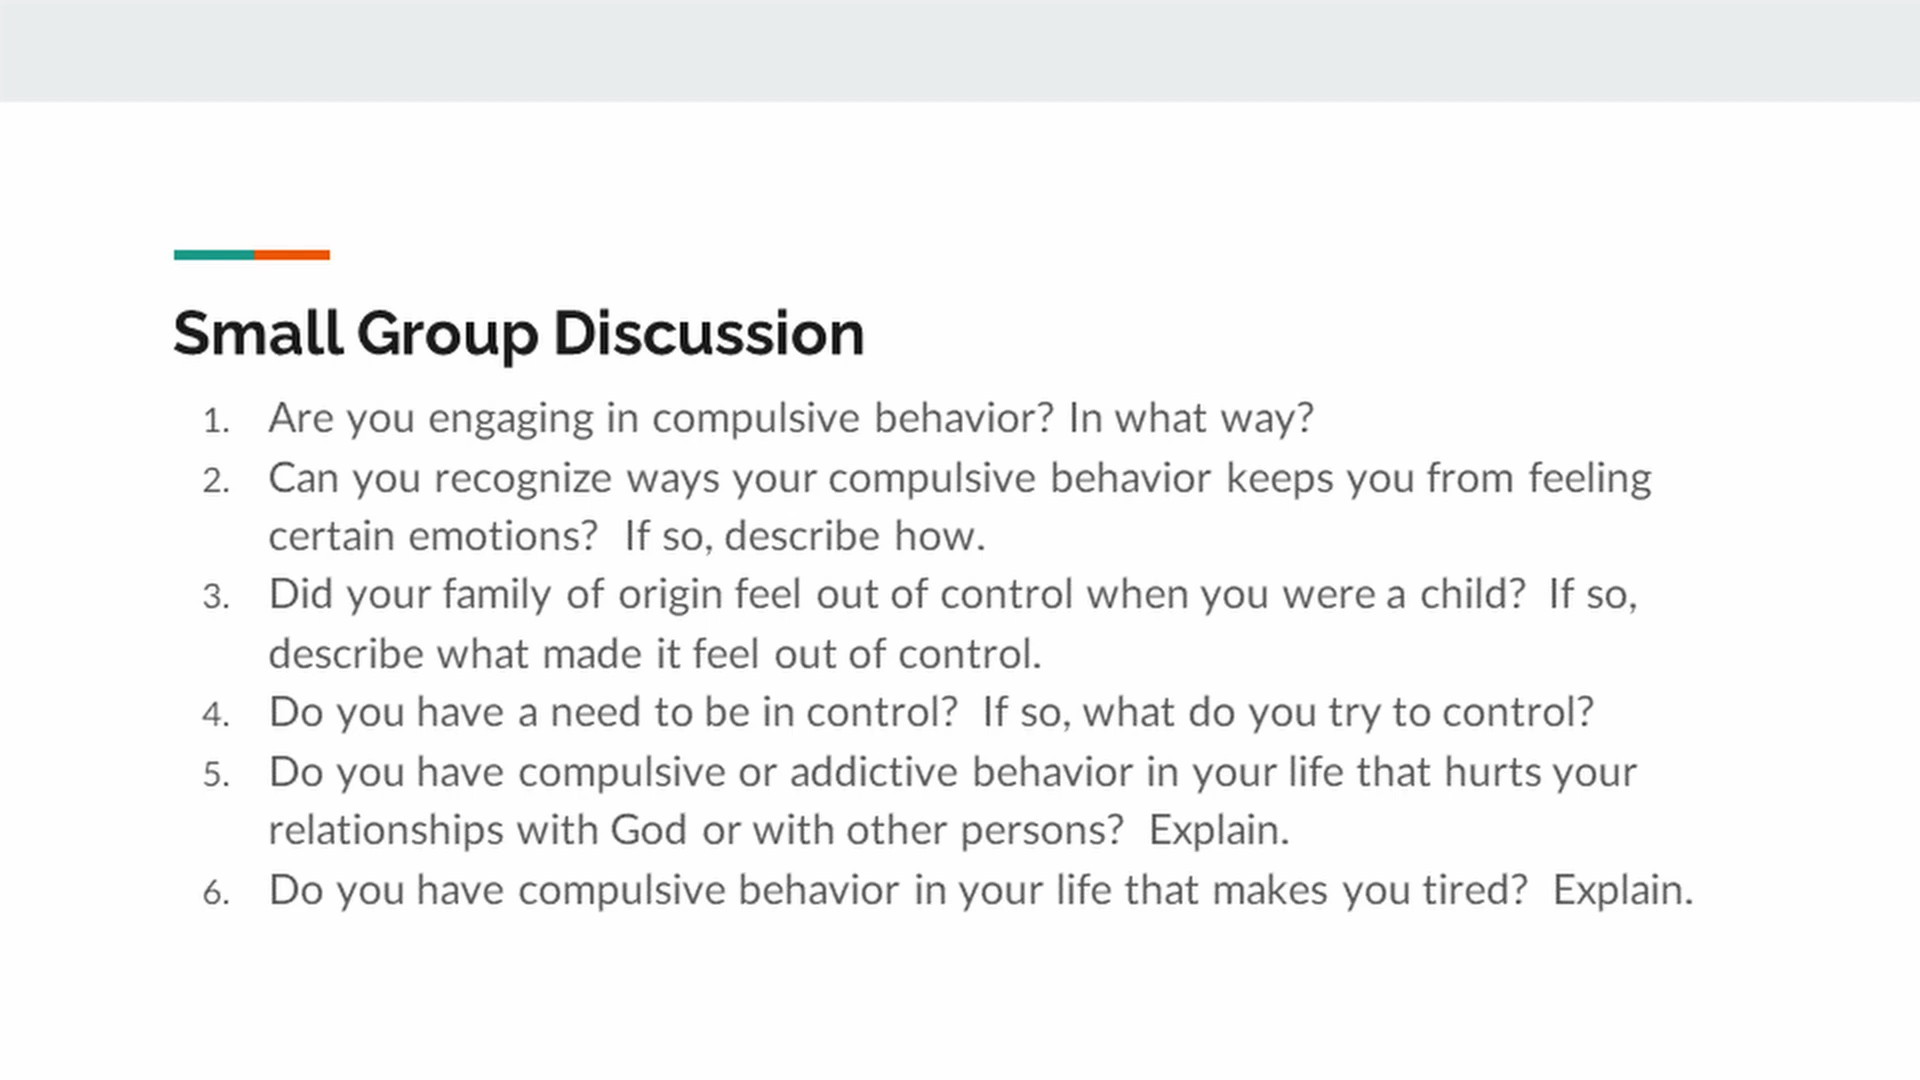 Small Group Discussion
1. Are you engaging in compulsive behavior? In what way?
2. Can you recognize ways your compulsive behavior keeps you from feeling
certain emotions?  If so, describe how.
3. Did your family of origin feel out of control when you were a child?  If so,
describe what made it feel out of control.
4. Do you have a need to be in control?  If so, what do you try to control?
5. Do you have compulsive or addictive behavior in your life that hurts your
relationships with God or with other persons?  Explain.
6. Do you have compulsive behavior in your life that makes you tired?  Explain.